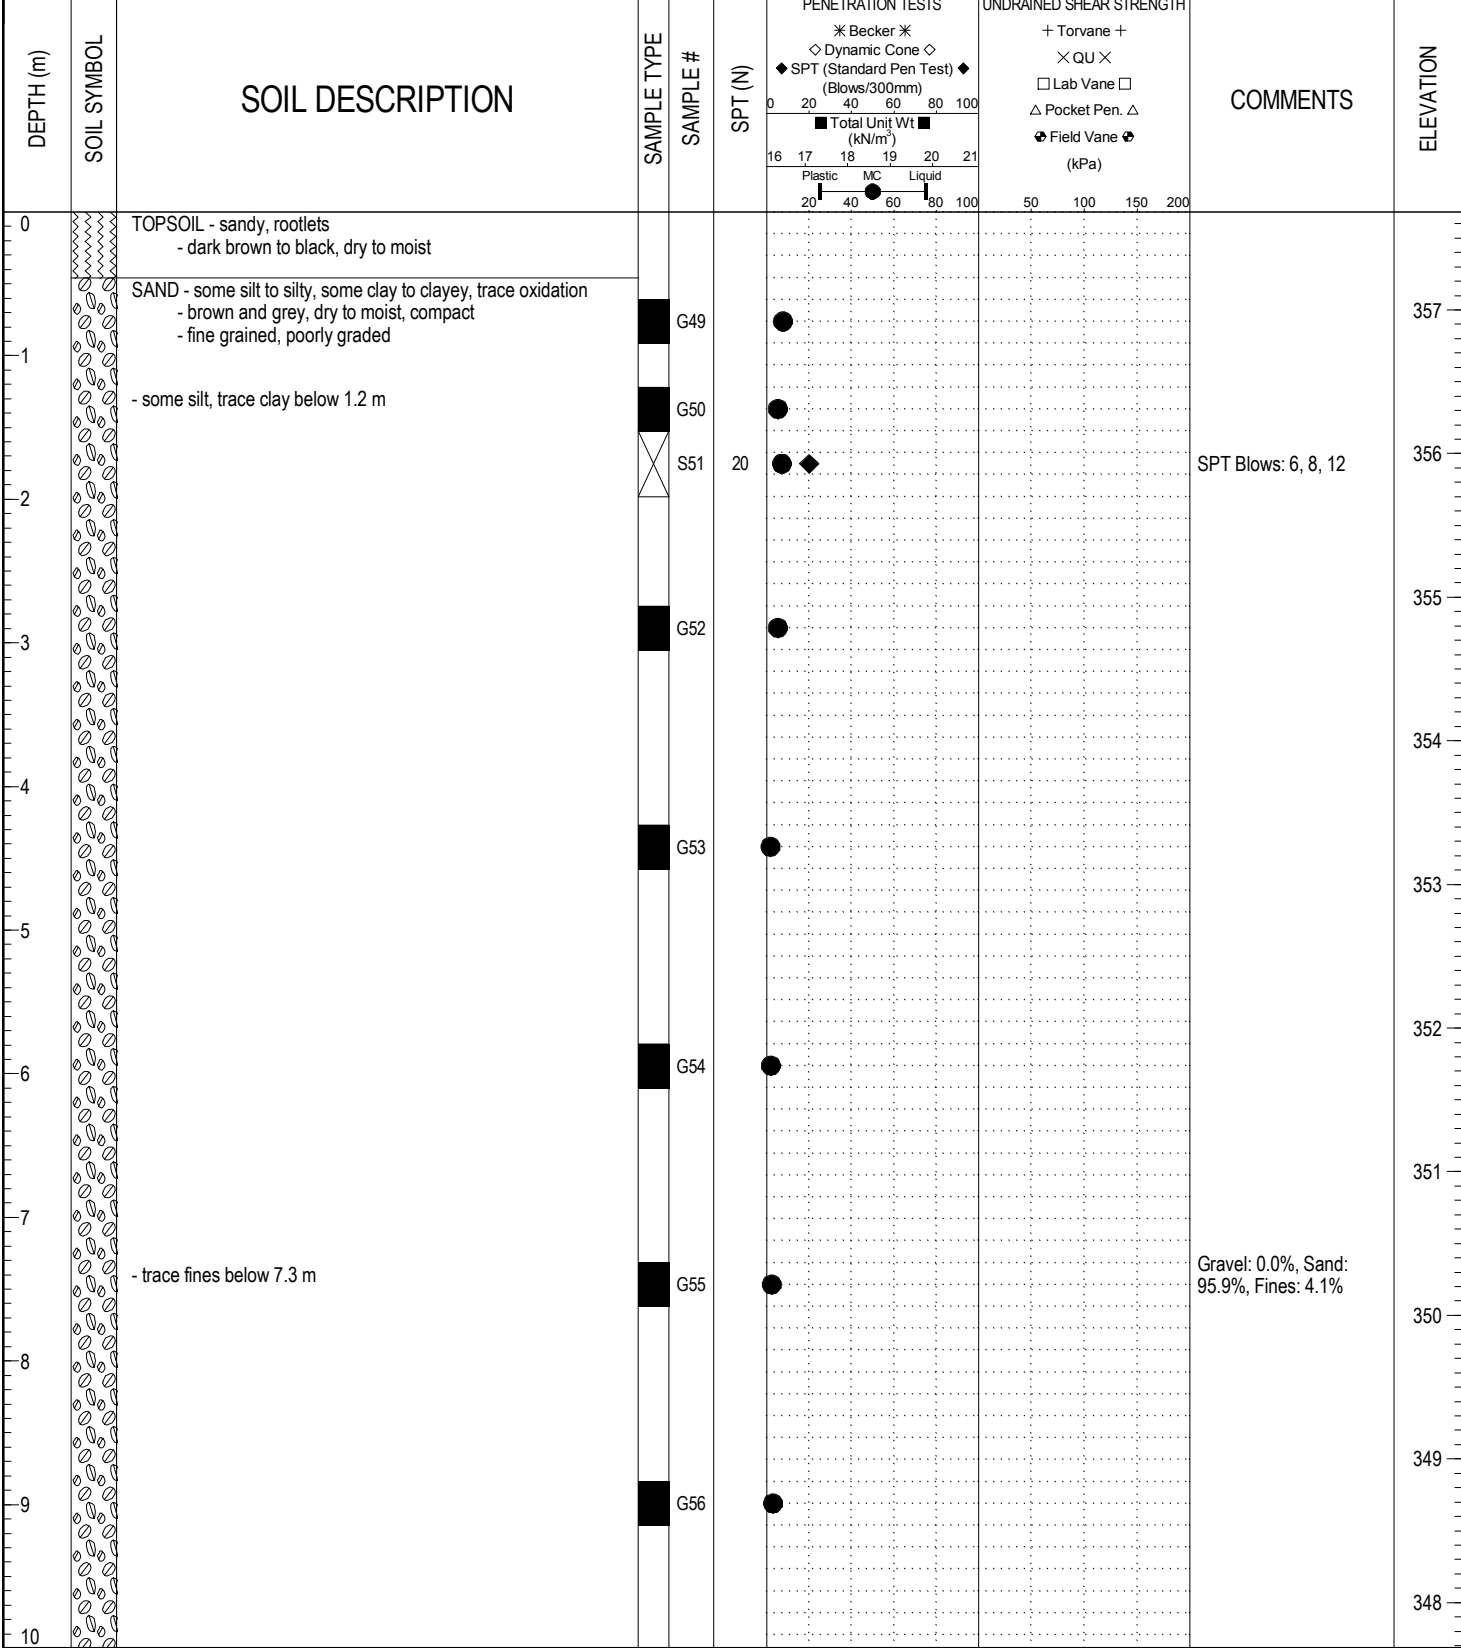 DEPTH (m)
SOIL SYMBOL
SOIL DESCRIPTION
SAMPLE TYPE
SAMPLE #
SPT (N)
PENETRATION TESTS
Becker
Dynamic Cone
◆ SPT (Standard Pen Test) ◆
(Blows/300mm)
0 20 40 60 80 100
■ Total Unit Wt ■
(kN/m³)
16 17 18 19 20 21
Plastic MC Liquid
20 40 60 80 100
UNDRAINED SHEAR STRENGTH
+ Torvane +
× QU ×
□ Lab Vane □
△ Pocket Pen. △
Field Vane
(kPa)
50 100 150 200
COMMENTS
ELEVATION
0
TOPSOIL - sandy, rootlets
- dark brown to black, dry to moist
SAND - some silt to silty, some clay to clayey, trace oxidation
- brown and grey, dry to moist, compact
- fine grained, poorly graded
G49
357
1
- some silt, trace clay below 1.2 m
G50
S51 20
SPT Blows: 6, 8, 12
356
2
355
G52
3
354
4
G53
353
5
352
G54
6
351
7
- trace fines below 7.3 m
G55
Gravel: 0.0%, Sand:
95.9%, Fines: 4.1%
350
8
349
G56
9
348
10